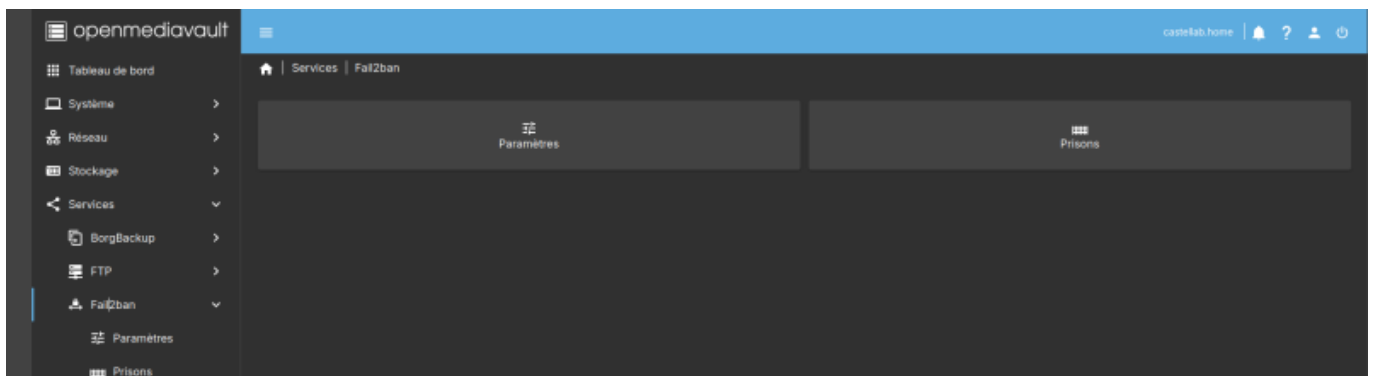 openmediavault
castellab.home
Tableau de bord
Services | Fail2ban
Système
Réseau
Paramètres
Prisons
Stockage
Services
BorgBackup
FTP
Fail2ban
Paramètres
Prisons